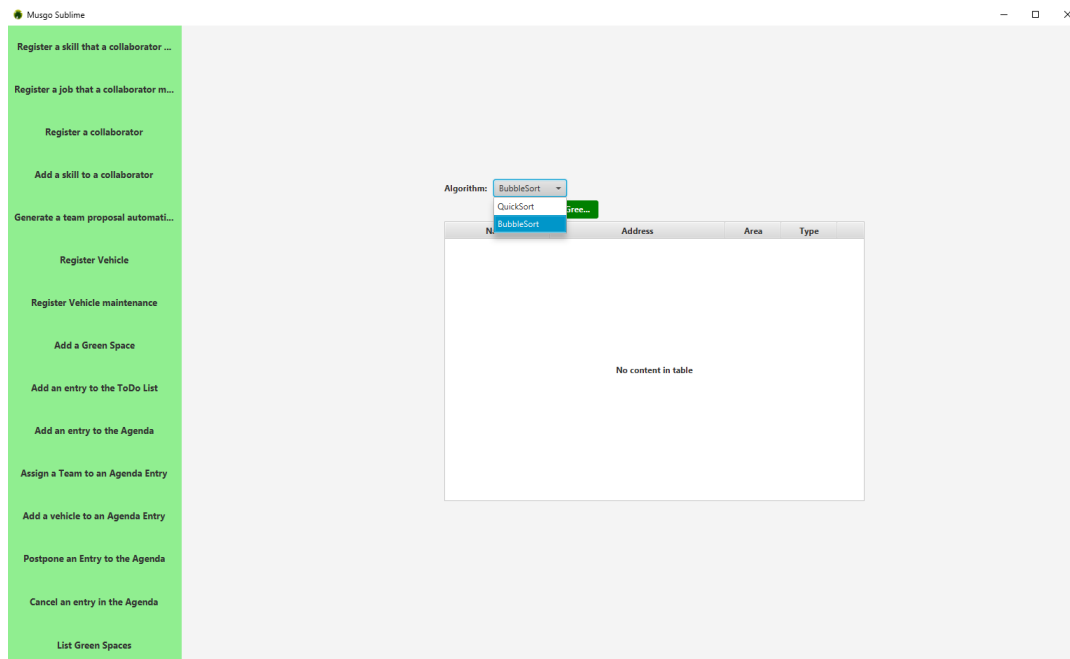 Musgo Sublime
Register a skill that a collaborator ...
Register a job that a collaborator m...
Register a collaborator
Add a skill to a collaborator
Generate a team proposal automati...
Register Vehicle
Register Vehicle maintenance
Add a Green Space
Add an entry to the ToDo List
Add an entry to the Agenda
Assign a Team to an Agenda Entry
Add a vehicle to an Agenda Entry
Postpone an Entry to the Agenda
Cancel an entry in the Agenda
List Green Spaces
Algorithm: BubbleSort
QuickSort
BubbleSort
Address Area Type
No content in table